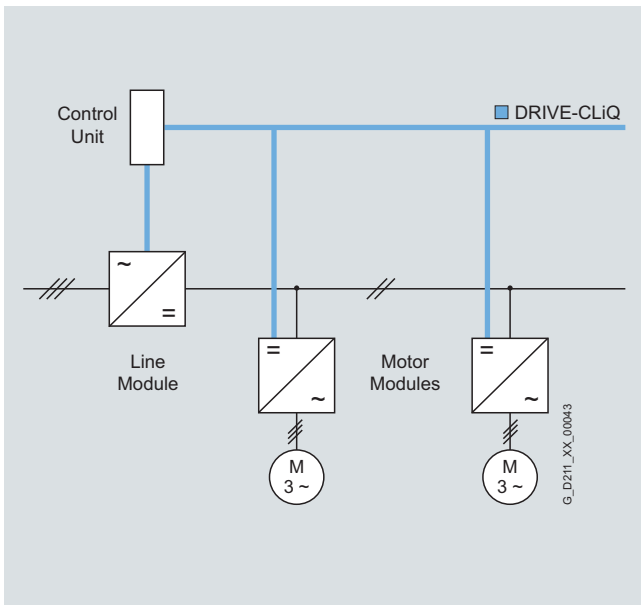 Control
Unit
DRIVE-CLiQ
~
=
Line
Module
=
~
Motor
Modules
=
~
M
3 ~
M
3 ~
G_D211_XX_00043